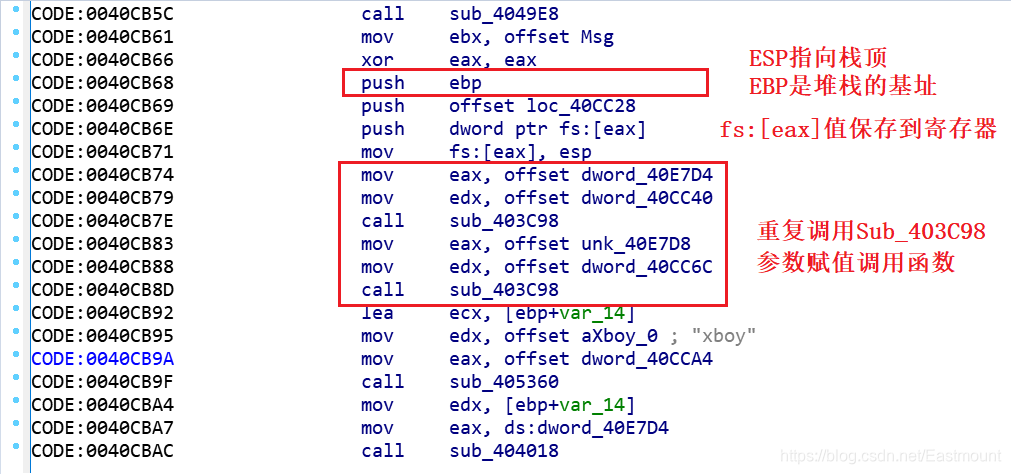 CODE:0040CB5C call sub_4049E8
CODE:0040CB61 mov ebx, offset Msg
CODE:0040CB66 xor eax, eax
CODE:0040CB68 push ebp
CODE:0040CB69 push offset loc_40CC28
CODE:0040CB6E push dword ptr fs:[eax]
CODE:0040CB71 mov fs:[eax], esp
CODE:0040CB74 mov eax, offset dword_40E7D4
CODE:0040CB79 mov edx, offset dword_40CC40
CODE:0040CB7E call sub_403C98
CODE:0040CB83 mov eax, offset unk_40E7D8
CODE:0040CB88 mov edx, offset dword_40CC6C
CODE:0040CB8D call sub_403C98
CODE:0040CB92 lea ecx, [ebp+var_14]
CODE:0040CB95 mov edx, offset aXboy_0 ; "xboy"
CODE:0040CB9A mov eax, offset dword_40CCA4
CODE:0040CB9F call sub_405360
CODE:0040CBA4 mov edx, [ebp+var_14]
CODE:0040CBA7 mov eax, ds:dword_40E7D4
CODE:0040CBAC call sub_404018
ESP指向栈顶
EBP是堆栈的基址
fs:[eax]值保存到寄存器
重复调用Sub_403C98
参数赋值调用函数
https://blog.csdn.net/Eastmount